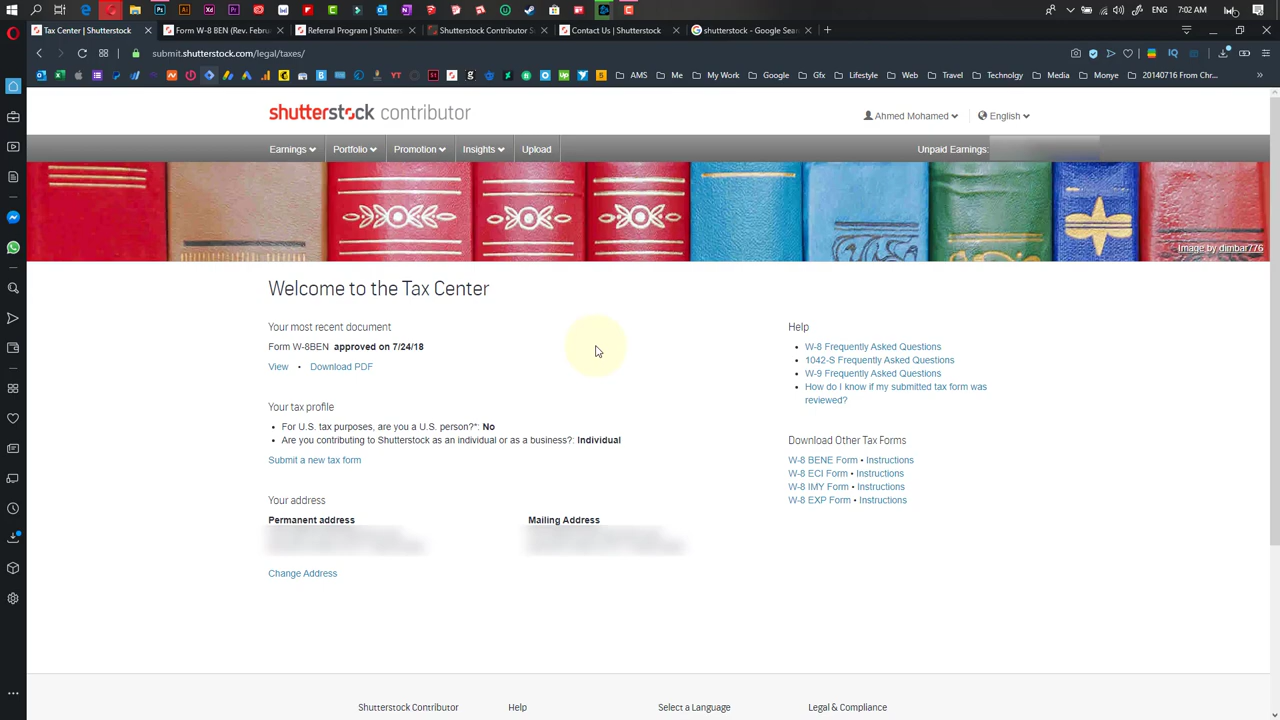 ENG
7:02 AM
Tax Center | Shutterstock
Form W-8 BEN (Rev. Febru
Referral Program | Shutters
Shutterstock Contributor S
Contact Us | Shutterstock
shutterstock - Google Sear
submit.shutterstock.com/legal/taxes/
AMS
Me
My Work
Google
Gfx
Lifestyle
Web
Travel
Technolgy
Media
Monye
20140716 From Chr...
shutterstock contributor
Ahmed Mohamed
English
Earnings
Portfolio
Promotion
Insights
Upload
Unpaid Earnings:
Image by dimbar776
Welcome to the Tax Center
Your most recent document
Form W-8BEN approved on 7/24/18
View • Download PDF
Your tax profile
• For U.S. tax purposes, are you a U.S. person?*: No
• Are you contributing to Shutterstock as an individual or as a business?: Individual
Submit a new tax form
Your address
Permanent address
Mailing Address
Change Address
Help
• W-8 Frequently Asked Questions
• 1042-S Frequently Asked Questions
• W-9 Frequently Asked Questions
• How do I know if my submitted tax form was
reviewed?
Download Other Tax Forms
W-8 BENE Form • Instructions
W-8 ECI Form • Instructions
W-8 IMY Form • Instructions
W-8 EXP Form • Instructions
Shutterstock Contributor
Help
Select a Language
Legal & Compliance